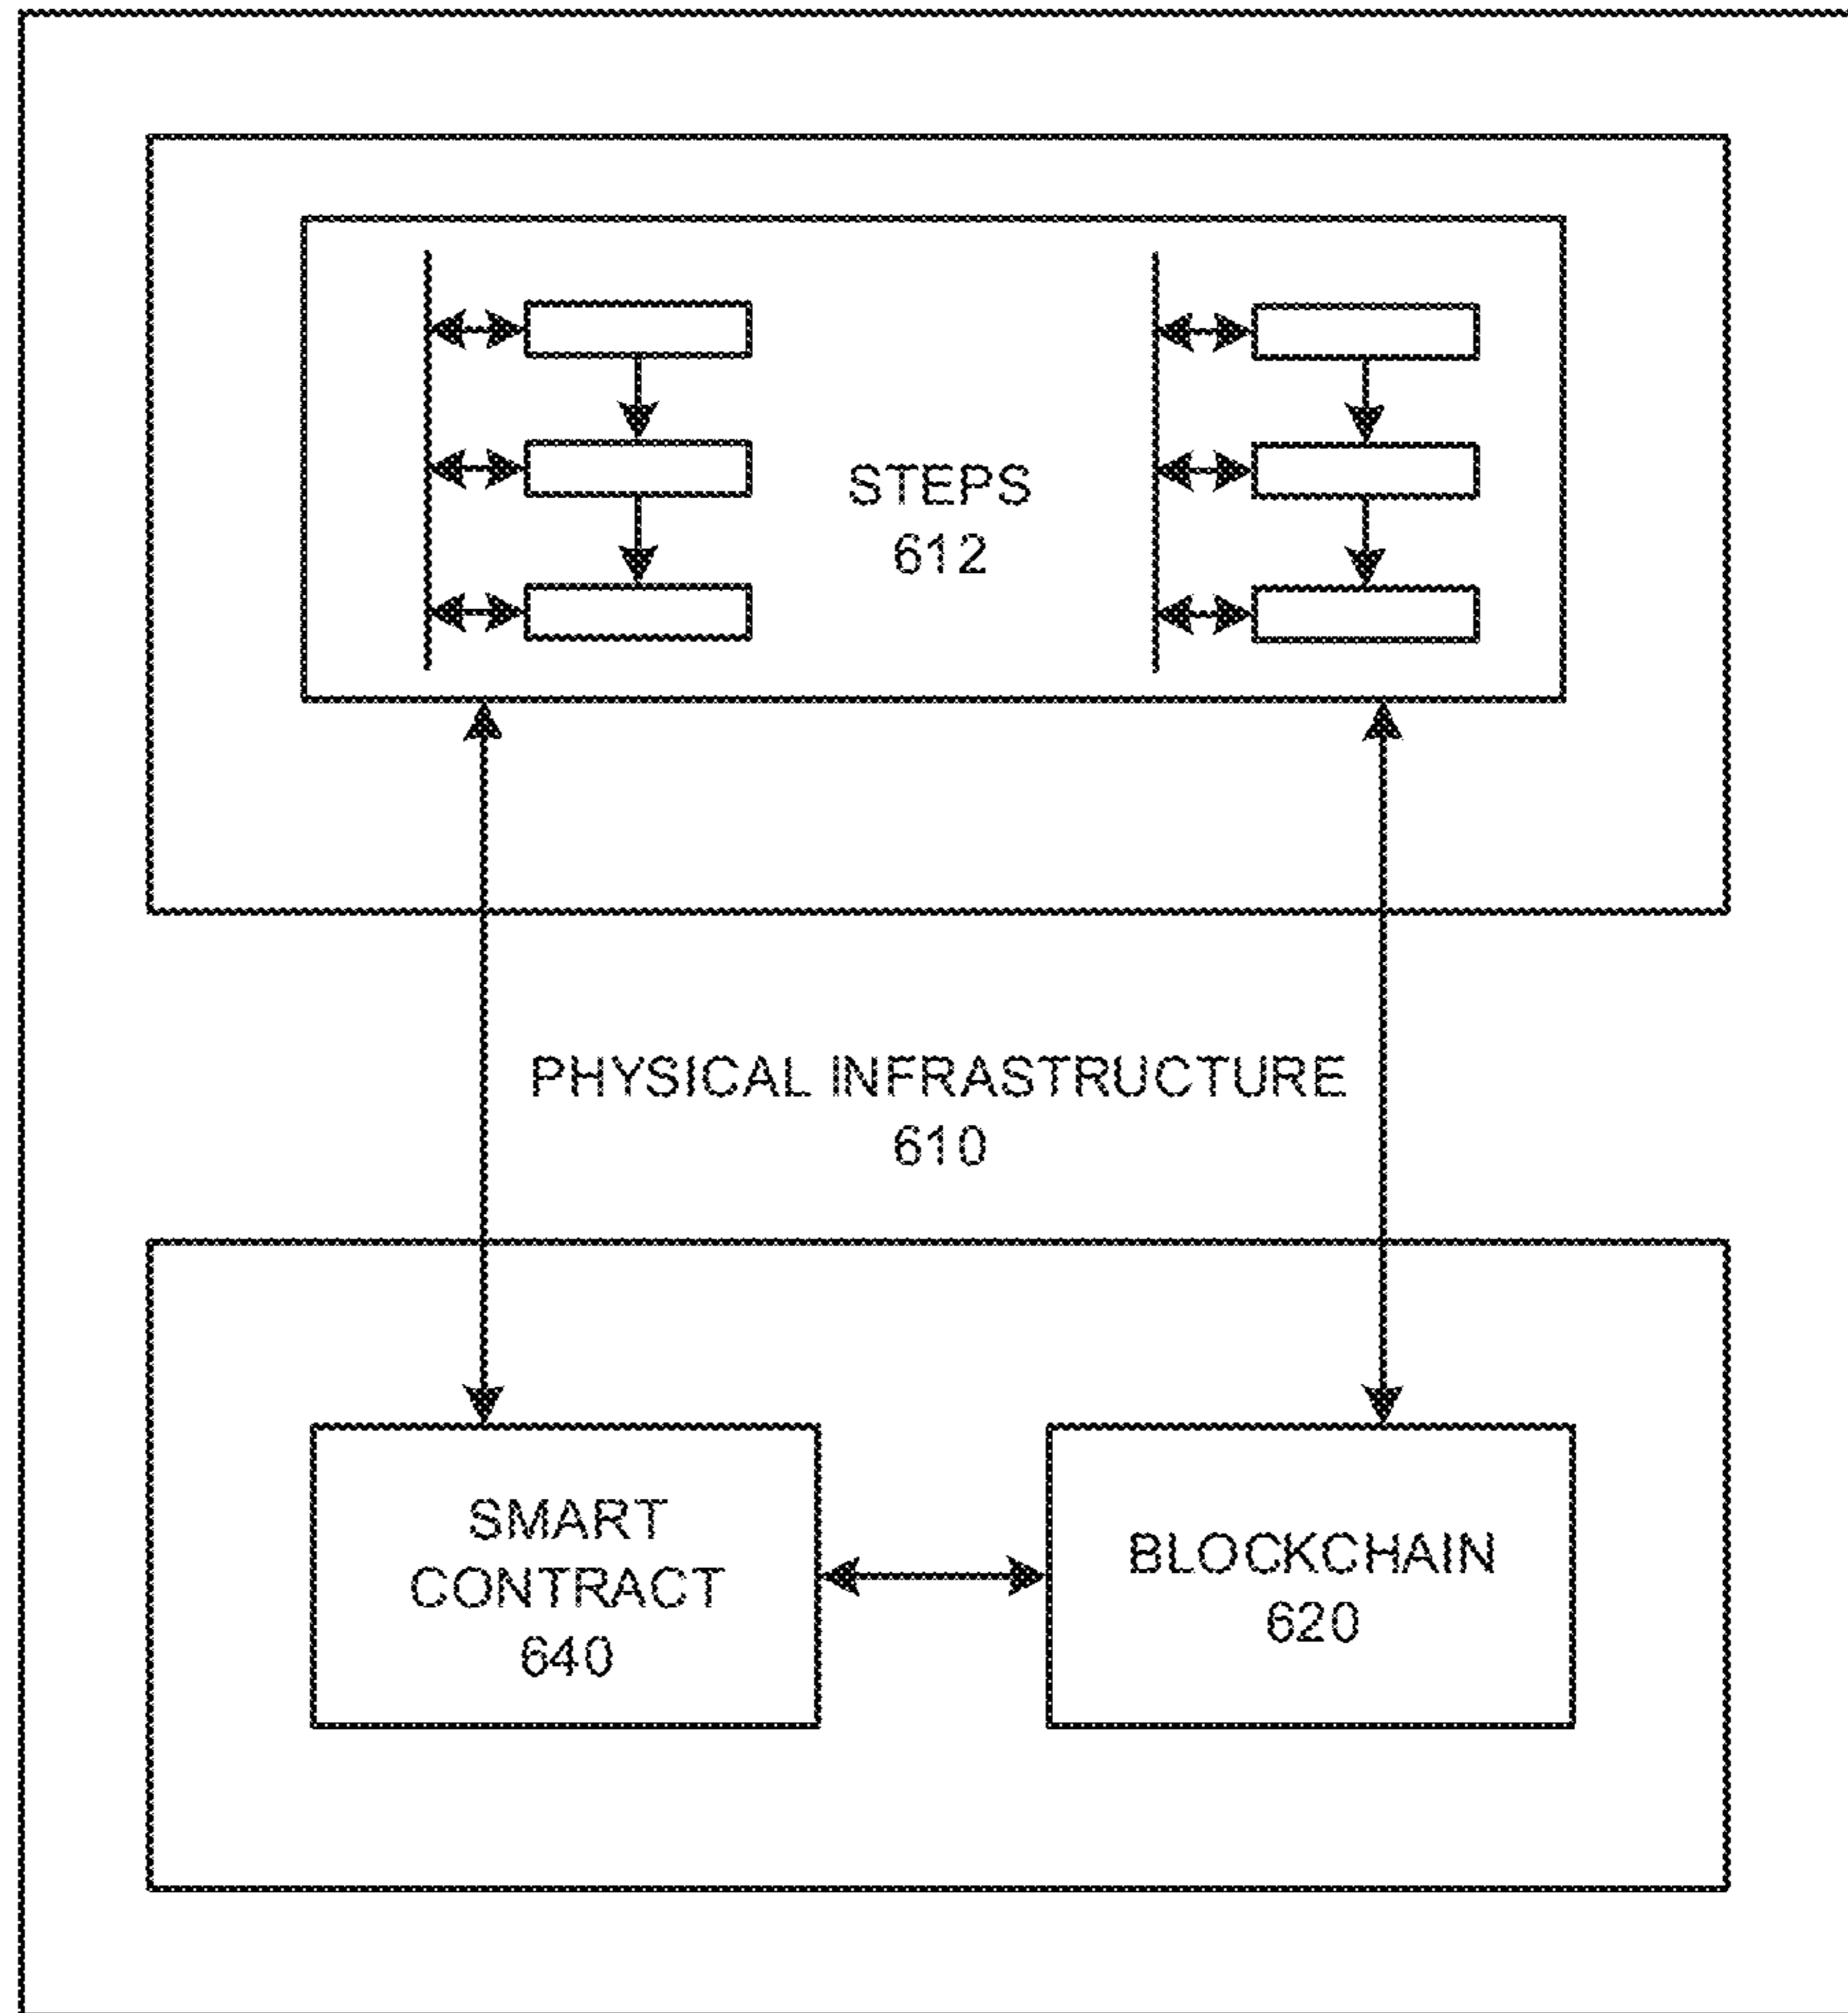 STEPS
612
PHYSICAL INFRASTRUCTURE
610
SMART
CONTRACT
640
BLOCKCHAIN
620